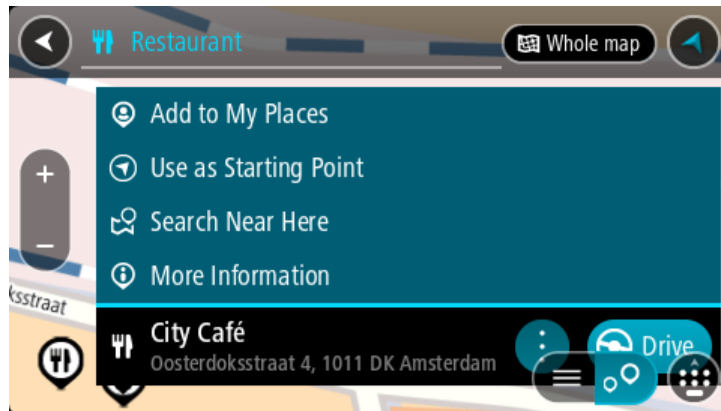 Restaurant
Whole map
Add to My Places
Use as Starting Point
Search Near Here
More Information
ksstraat
City Café
Drive
Oosterdoksstraat 4, 1011 DK Amsterdam